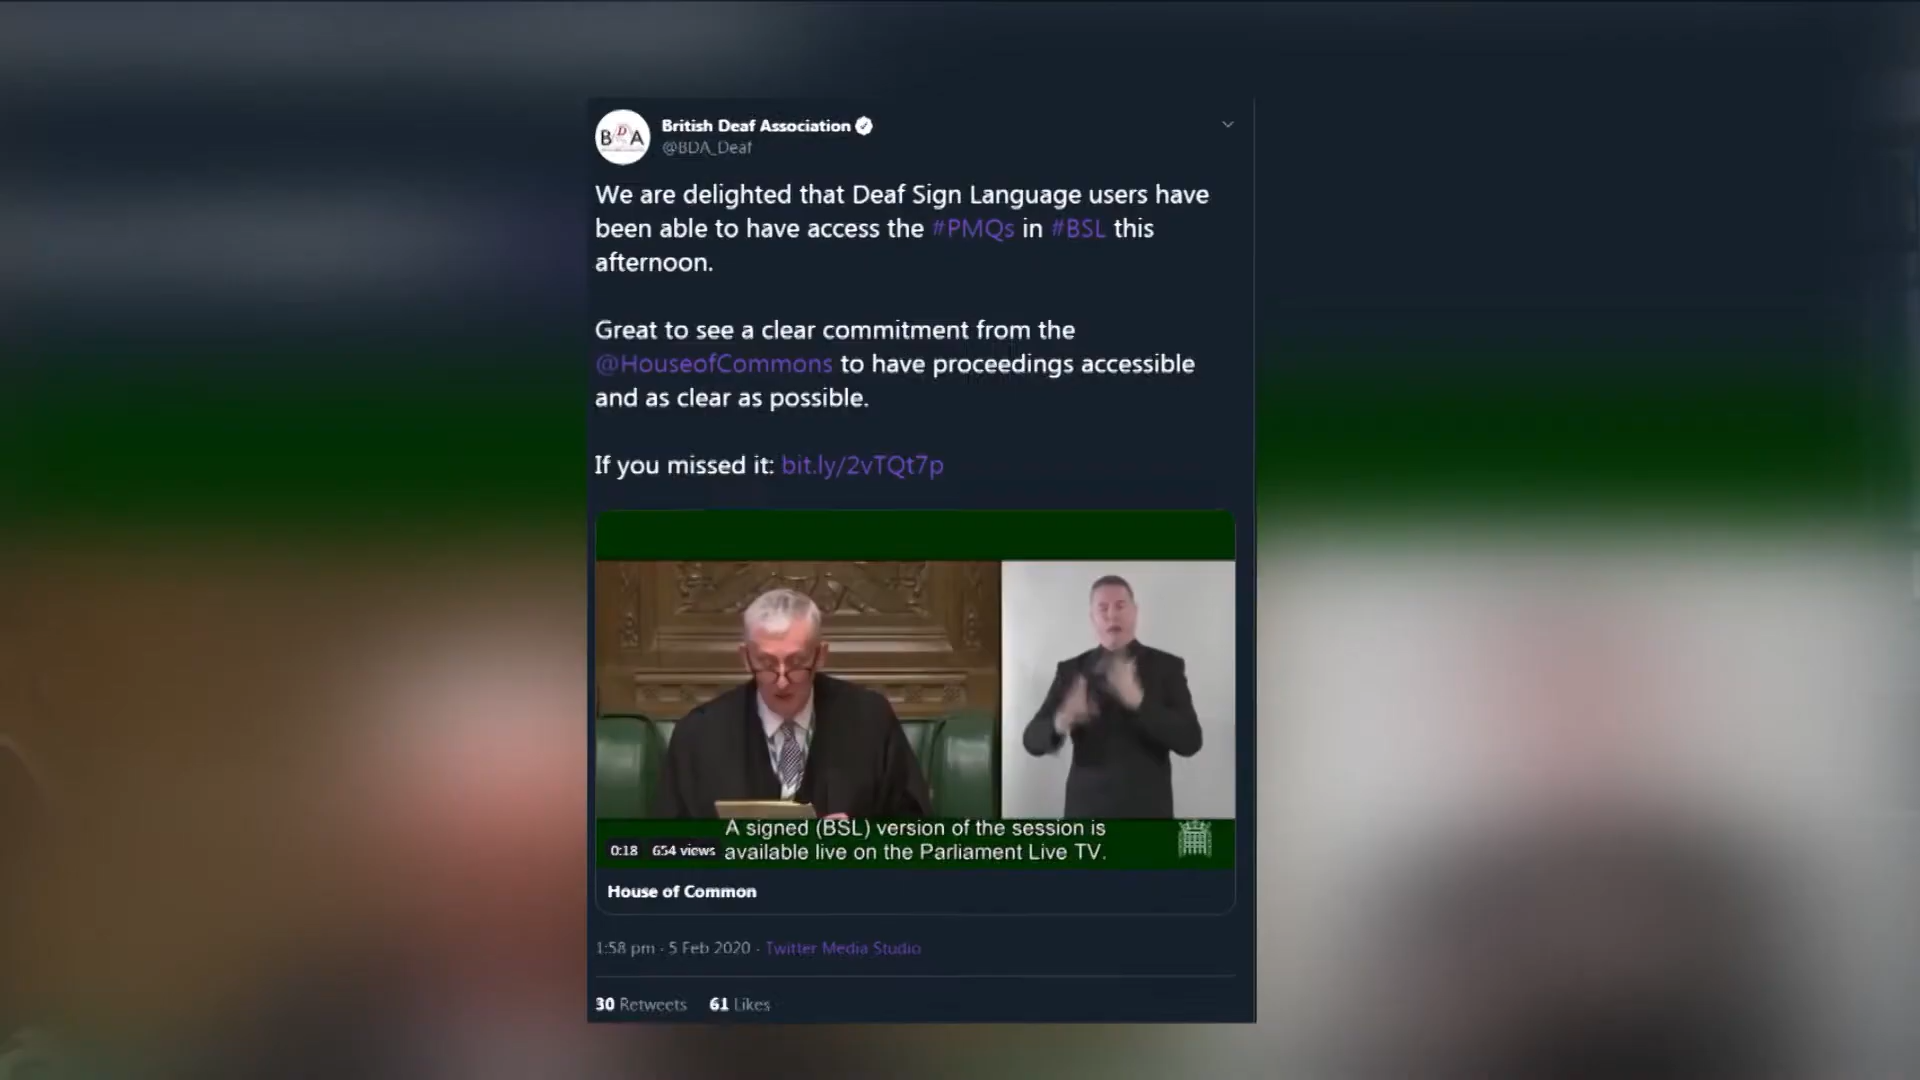 British Deaf Association
BDA
@BDA_Deaf
We are delighted that Deaf Sign Language users have
been able to have access the #PMQs in #BSL this
afternoon.
Great to see a clear commitment from the
@HouseofCommons to have proceedings accessible
and as clear as possible.
If you missed it: bit.ly/2vTQt7p
A signed (BSL) version of the session is
0:18 654 views available live on the Parliament Live TV.
House of Common
1:58 pm · 5 Feb 2020 · Twitter Media Studio
30 Retweets 61 Likes